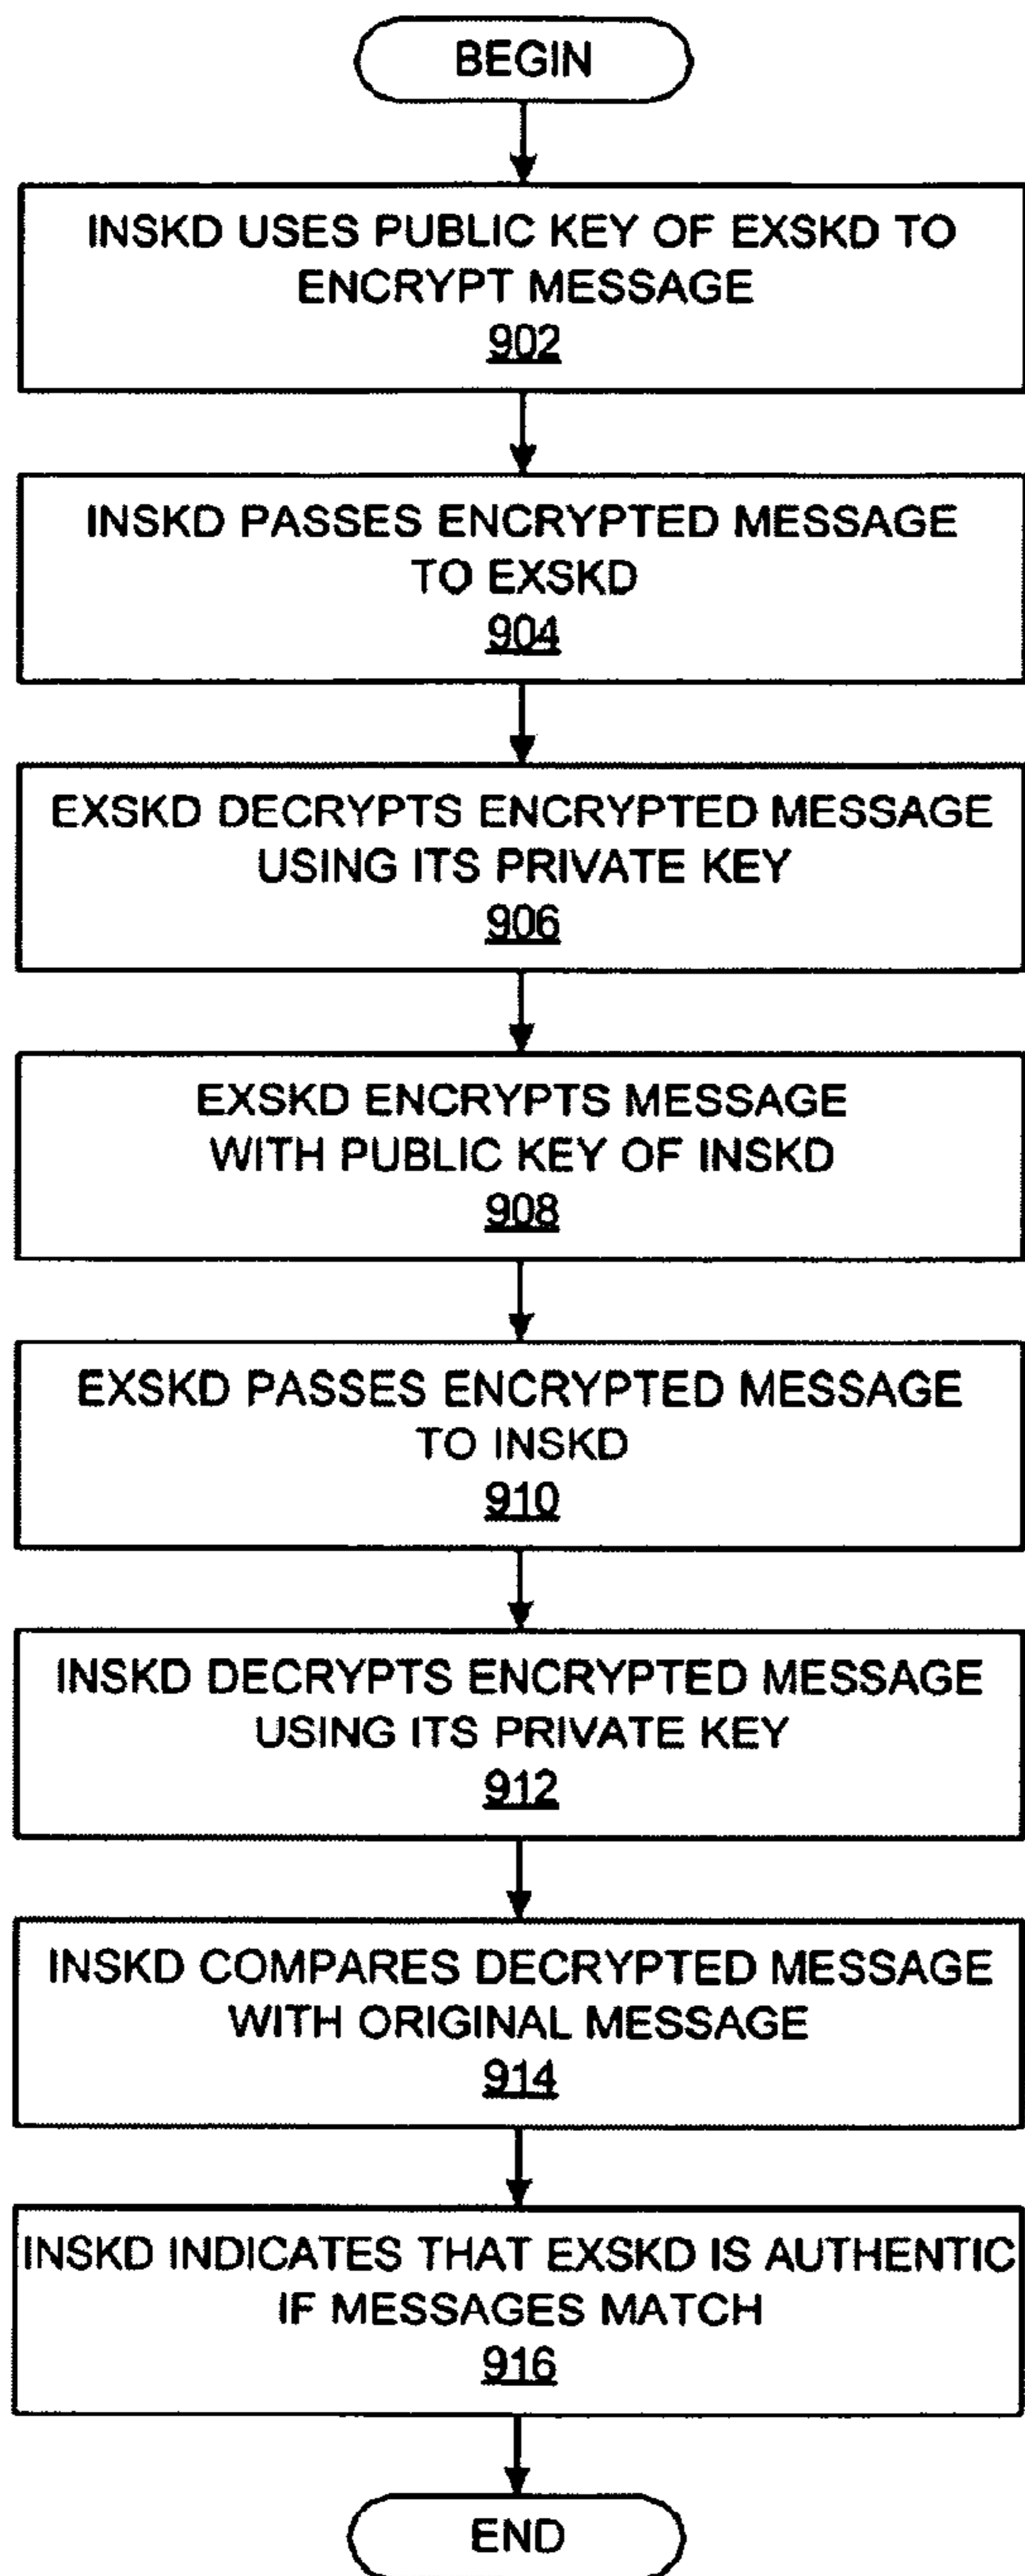 BEGIN
INSKD USES PUBLIC KEY OF EXSKD TO
ENCRYPT MESSAGE
902
INSKD PASSES ENCRYPTED MESSAGE
TO EXSKD
904
EXSKD DECRYPTS ENCRYPTED MESSAGE
USING ITS PRIVATE KEY
906
EXSKD ENCRYPTS MESSAGE
WITH PUBLIC KEY OF INSKD
908
EXSKD PASSES ENCRYPTED MESSAGE
TO INSKD
910
INSKD DECRYPTS ENCRYPTED MESSAGE
USING ITS PRIVATE KEY
912
INSKD COMPARES DECRYPTED MESSAGE
WITH ORIGINAL MESSAGE
914
INSKD INDICATES THAT EXSKD IS AUTHENTIC
IF MESSAGES MATCH
916
END